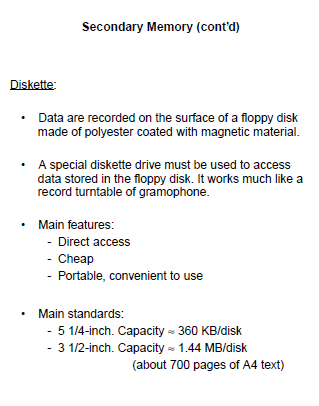 Secondary Memory (cont'd)
Diskette:
• Data are recorded on the surface of a floppy disk
made of polyester coated with magnetic material.
• A special diskette drive must be used to access
data stored in the floppy disk. It works much like a
record turntable of gramophone.
• Main features:
- Direct access
- Cheap
- Portable, convenient to use
• Main standards:
- 5 1/4-inch. Capacity ≈ 360 KB/disk
- 3 1/2-inch. Capacity ≈ 1.44 MB/disk
(about 700 pages of A4 text)